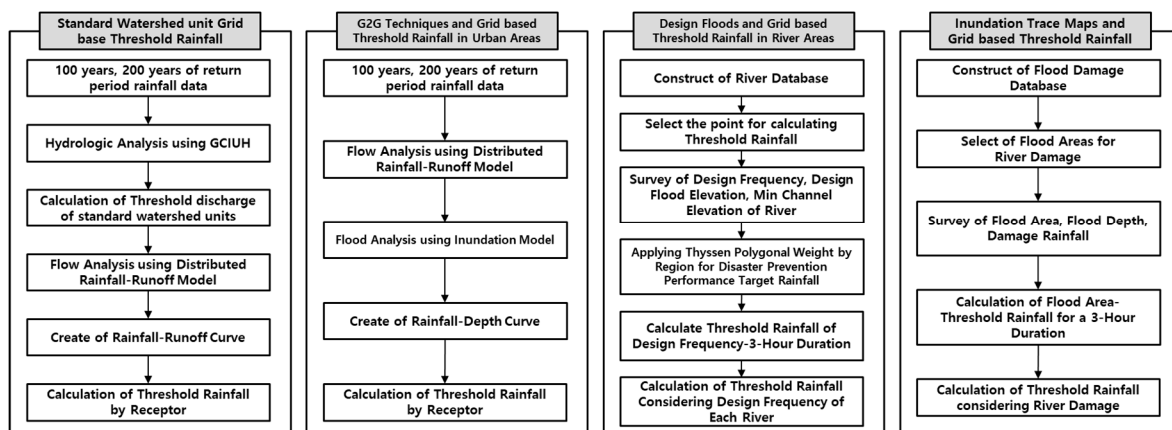 Standard Watershed unit Grid
base Threshold Rainfall
100 years, 200 years of return
period rainfall data
Hydrologic Analysis using GCIUH
Calculation of Threshold discharge
of standard watershed units
Flow Analysis using Distributed
Rainfall-Runoff Model
Create of Rainfall-Runoff Curve
Calculation of Threshold Rainfall
by Receptor
G2G Techniques and Grid based
Threshold Rainfall in Urban Areas
100 years, 200 years of return
period rainfall data
Flow Analysis using Distributed
Rainfall-Runoff Model
Flood Analysis using Inundation Model
Create of Rainfall-Depth Curve
Calculation of Threshold Rainfall
by Receptor
Design Floods and Grid based
Threshold Rainfall in River Areas
Construct of River Database
Select the point for calculating
Threshold Rainfall
Survey of Design Frequency, Design
Flood Elevation, Min Channel
Elevation of River
Applying Thyssen Polygonal Weight by
Region for Disaster Prevention
Performance Target Rainfall
Calculate Threshold Rainfall of
Design Frequency-3-Hour Duration
Calculation of Threshold Rainfall
Considering Design Frequency of
Each River
Inundation Trace Maps and
Grid based Threshold Rainfall
Construct of Flood Damage
Database
Select of Flood Areas for
River Damage
Survey of Flood Area, Flood Depth,
Damage Rainfall
Calculation of Flood Area-
Threshold Rainfall for a 3-Hour
Duration
Calculation of Threshold Rainfall
considering River Damage